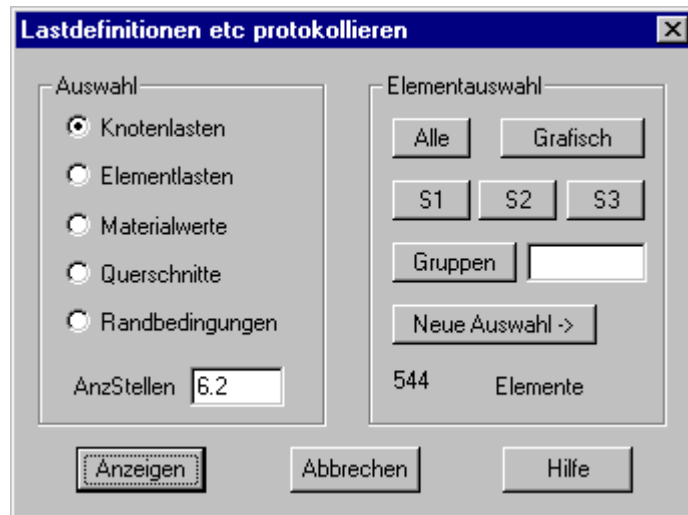 Lastdefinitionen etc protokollieren
Auswahl
Knotenlasten
Elementlasten
Materialwerte
Querschnitte
Randbedingungen
AnzStellen 6.2
Elementauswahl
Alle Grafisch
S1 S2 S3
Gruppen
Neue Auswahl ->
544 Elemente
Anzeigen Abbrechen Hilfe